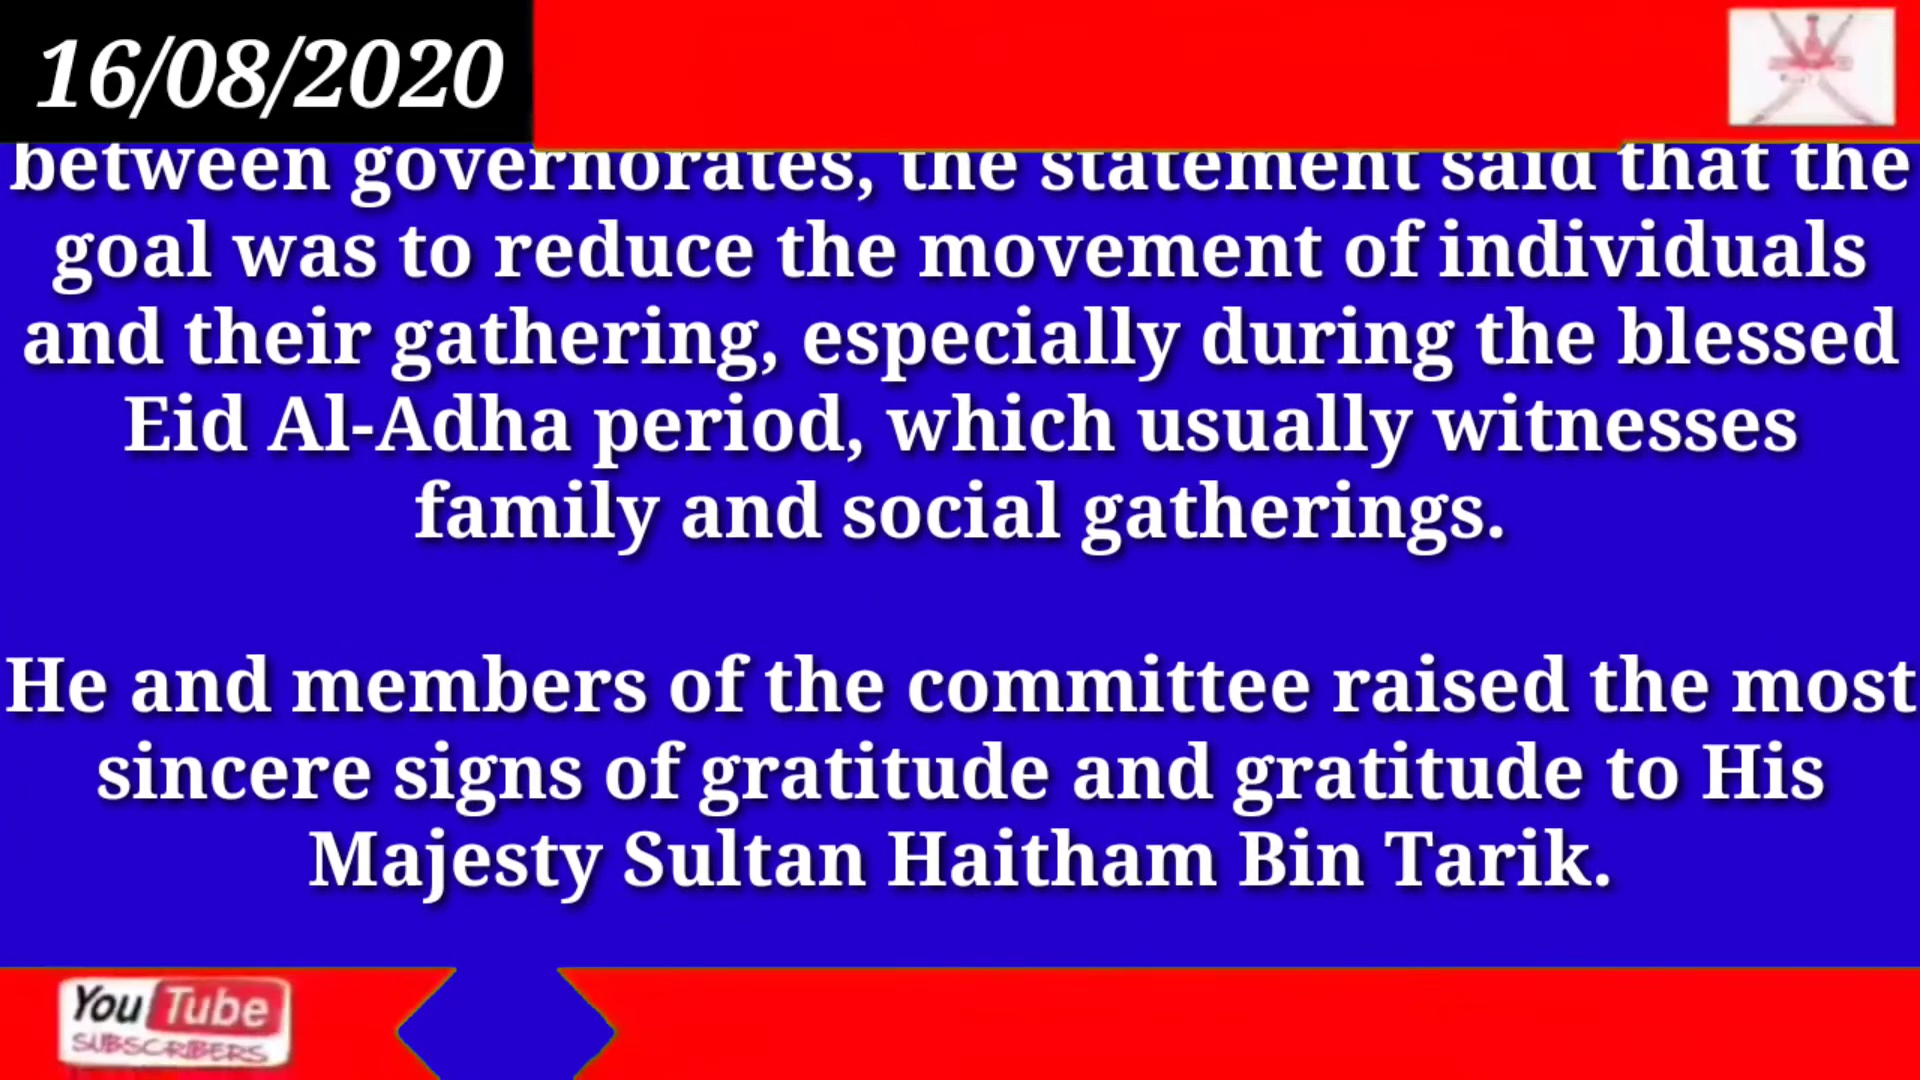 16/08/2020
between governorates, the statement said that the
goal was to reduce the movement of individuals
and their gathering, especially during the blessed
Eid Al-Adha period, which usually witnesses
family and social gatherings.
He and members of the committee raised the most
sincere signs of gratitude and gratitude to His
Majesty Sultan Haitham Bin Tarik.
You Tube
SUBSCRIBERS